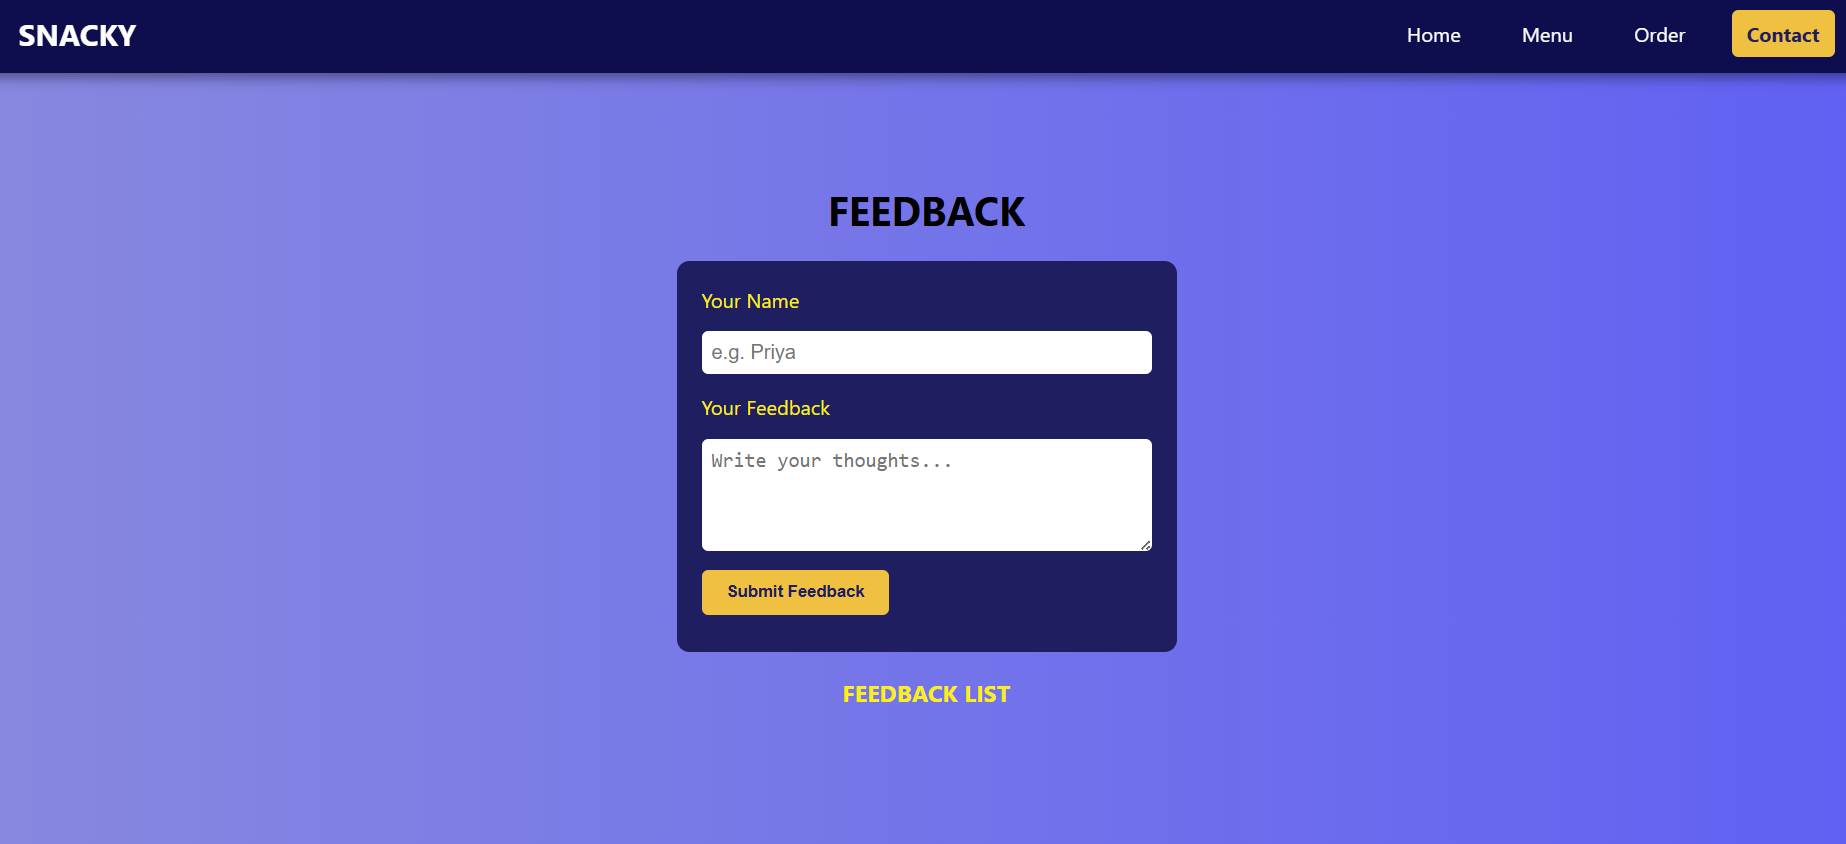 SNACKY Home Menu Order Contact
FEEDBACK
Your Name
e.g. Priya
Your Feedback
Write your thoughts...
Submit Feedback
FEEDBACK LIST